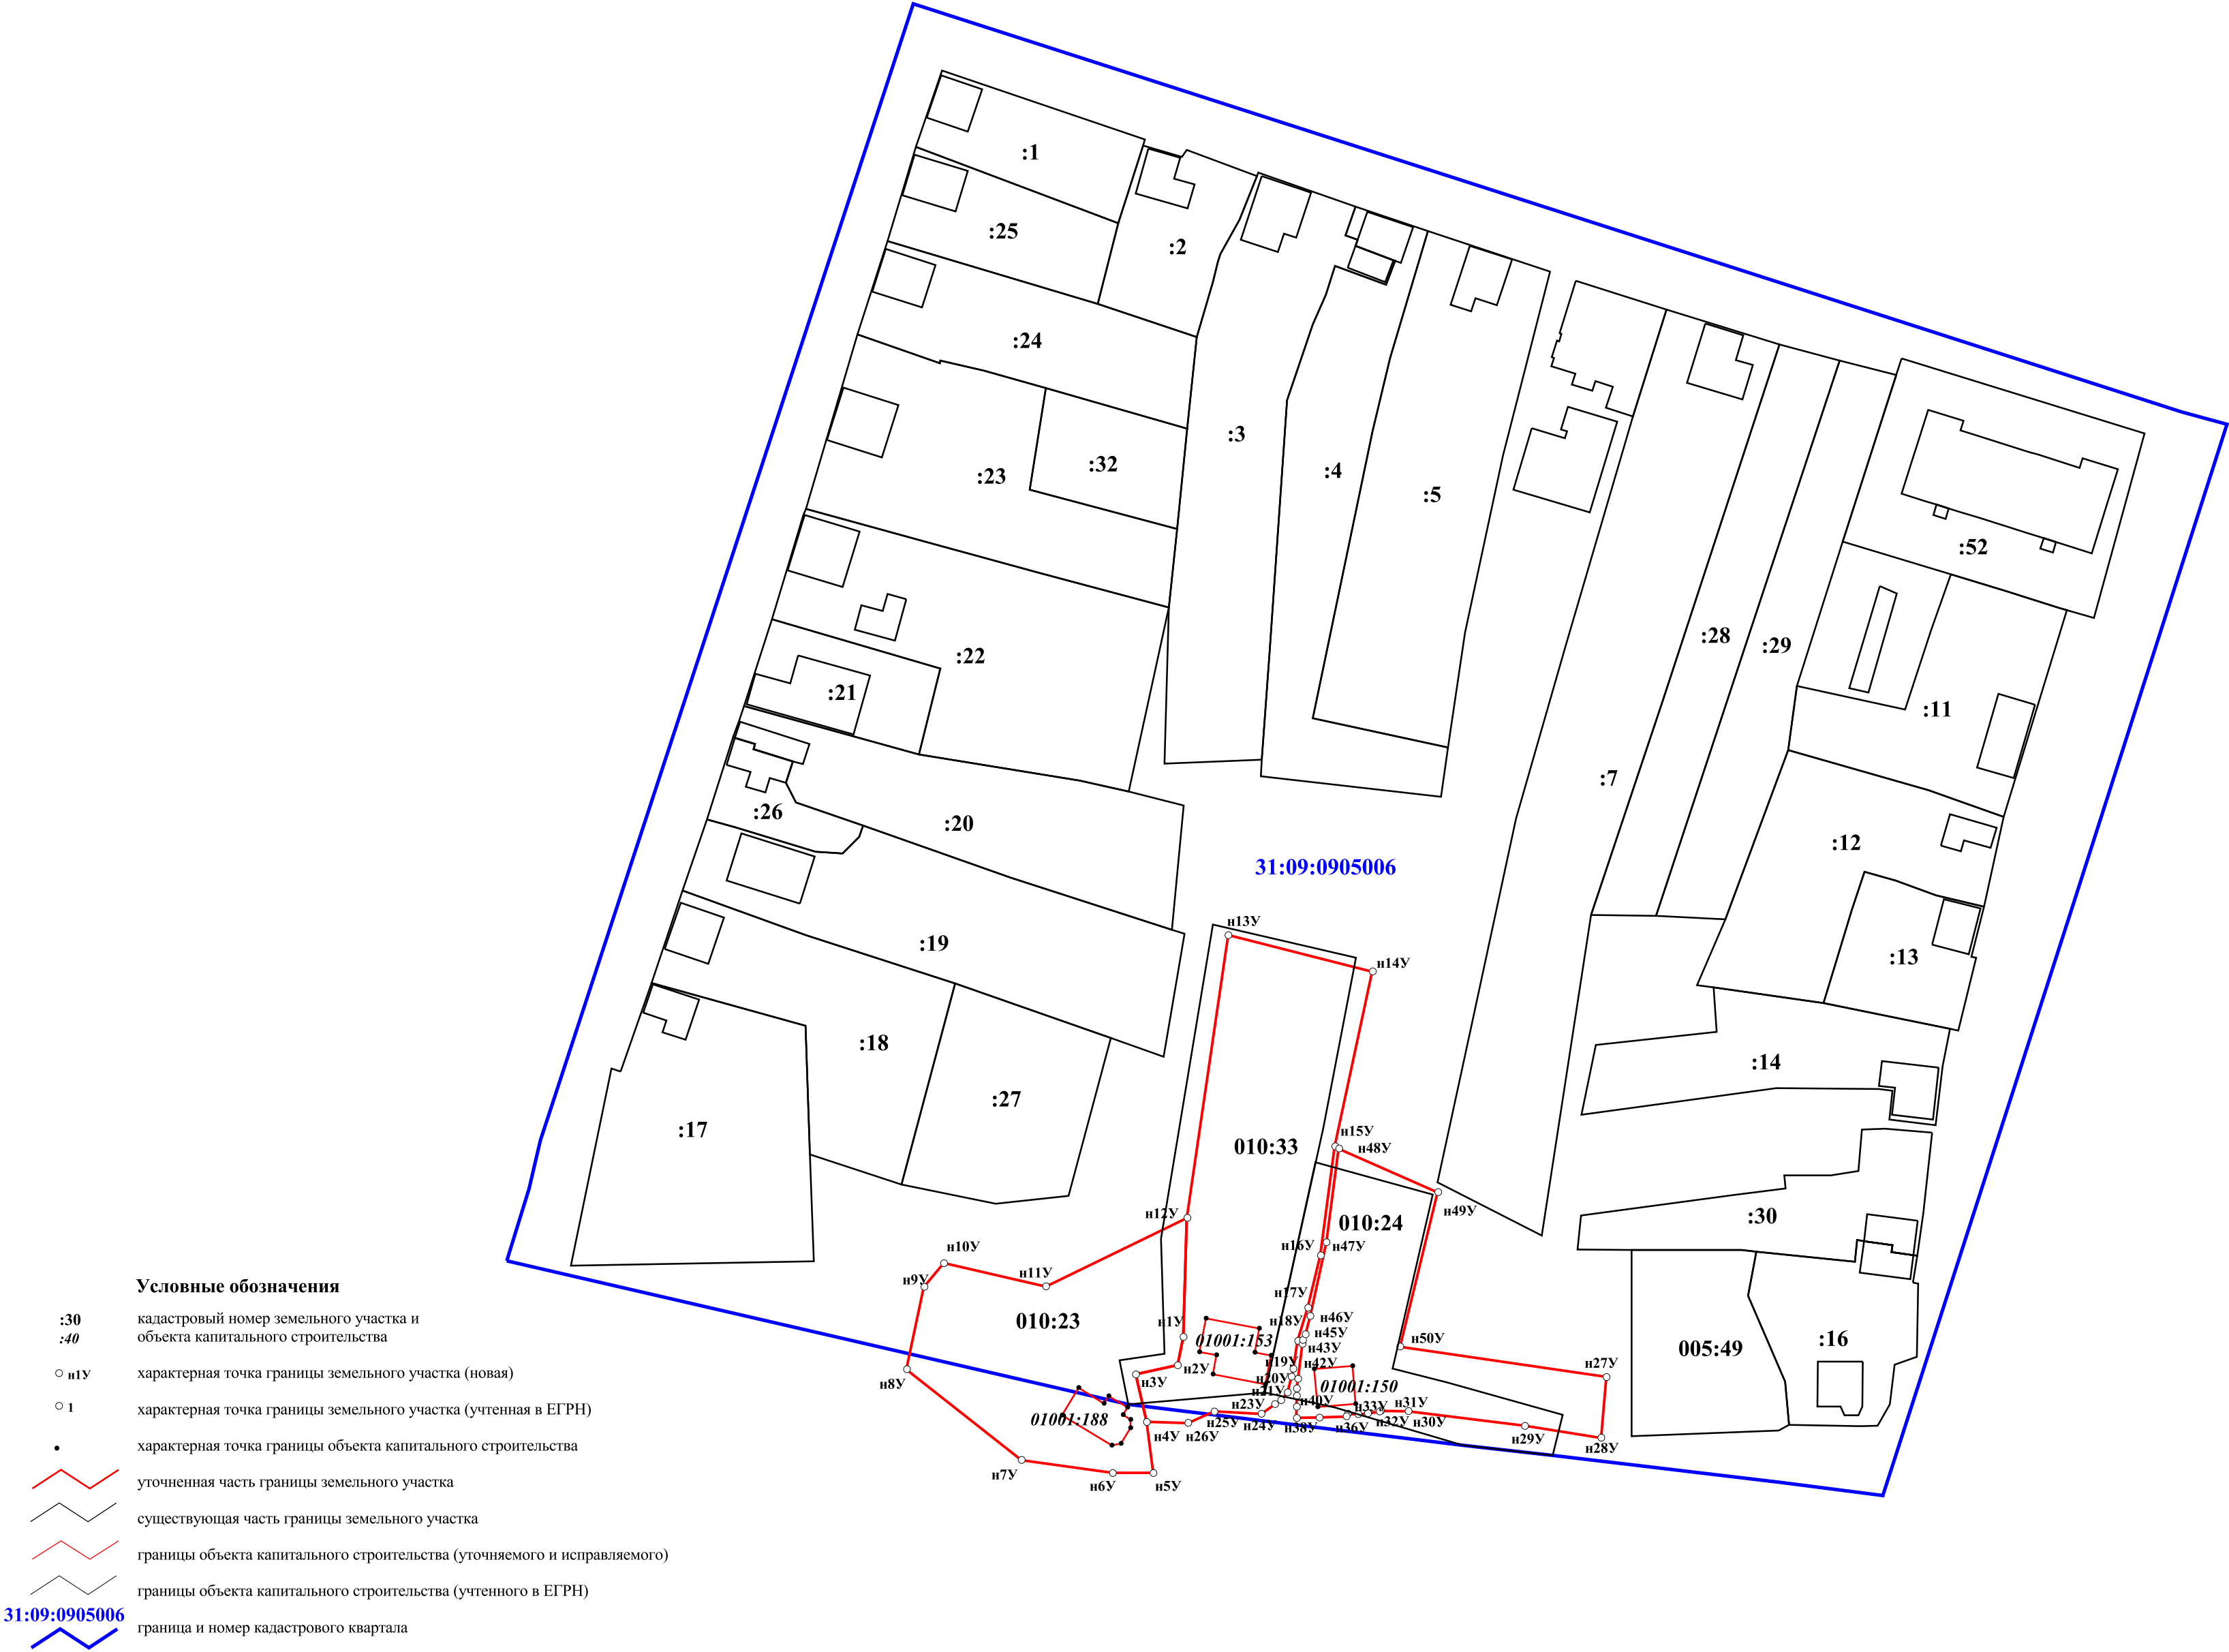 :1
:25
:2
:24
:3
:32
:4
:23
:5
:52
:28
:29
:22
:21
:11
:7
:26
:20
:12
31:09:0905006
н13У
:19
:13
н14У
:18
:14
:27
:17
н15У
010:33
н48У
н12У
н49У
010:24
:30
н10У
н16У
н47У
н9У
н11У
н17У
010:23
н1У
н18У
н46У
01001:153
н45У
н43У
н50У
:16
005:49
н2У
н19У
н42У
н27У
н3У
н8У
н20У
01001:150
н21У
н23У
н40У
н33У
н31У
01001:188
н4У
н26У
н25У
н24У
н38У
н36У
н32У
н30У
н29У
н28У
н7У
н6У
н5У
Условные обозначения
:30 кадастровый номер земельного участка и
:40 объекта капитального строительства
н1У характерная точка границы земельного участка (новая)
1 характерная точка границы земельного участка (учтенная в ЕГРН)
характерная точка границы объекта капитального строительства
уточненная часть границы земельного участка
существующая часть границы земельного участка
границы объекта капитального строительства (уточняемого и исправляемого)
границы объекта капитального строительства (учтенного в ЕГРН)
31:09:0905006
граница и номер кадастрового квартала